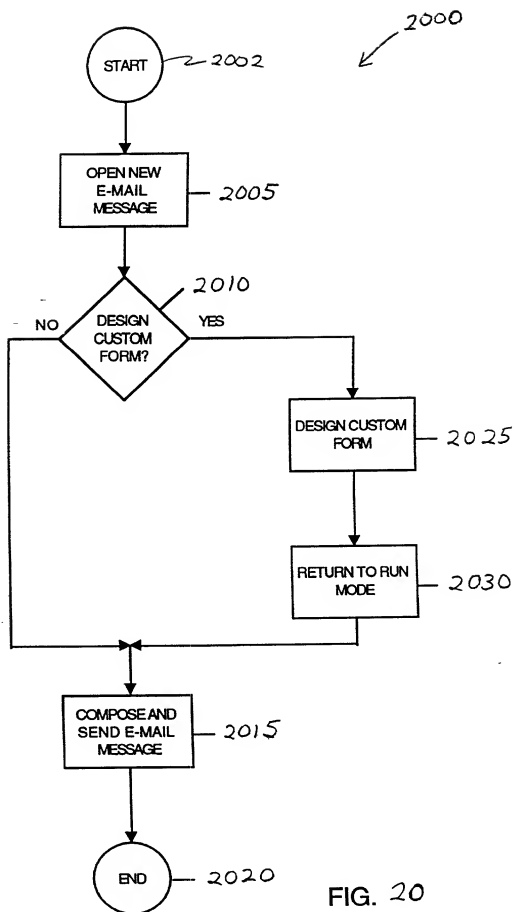 2000
START
2002
OPEN NEW
E-MAIL
MESSAGE
2005
2010
NO
DESIGN
CUSTOM
FORM?
YES
DESIGN CUSTOM
FORM
2025
RETURN TO RUN
MODE
2030
COMPOSE AND
SEND E-MAIL
MESSAGE
2015
END
2020
FIG. 20